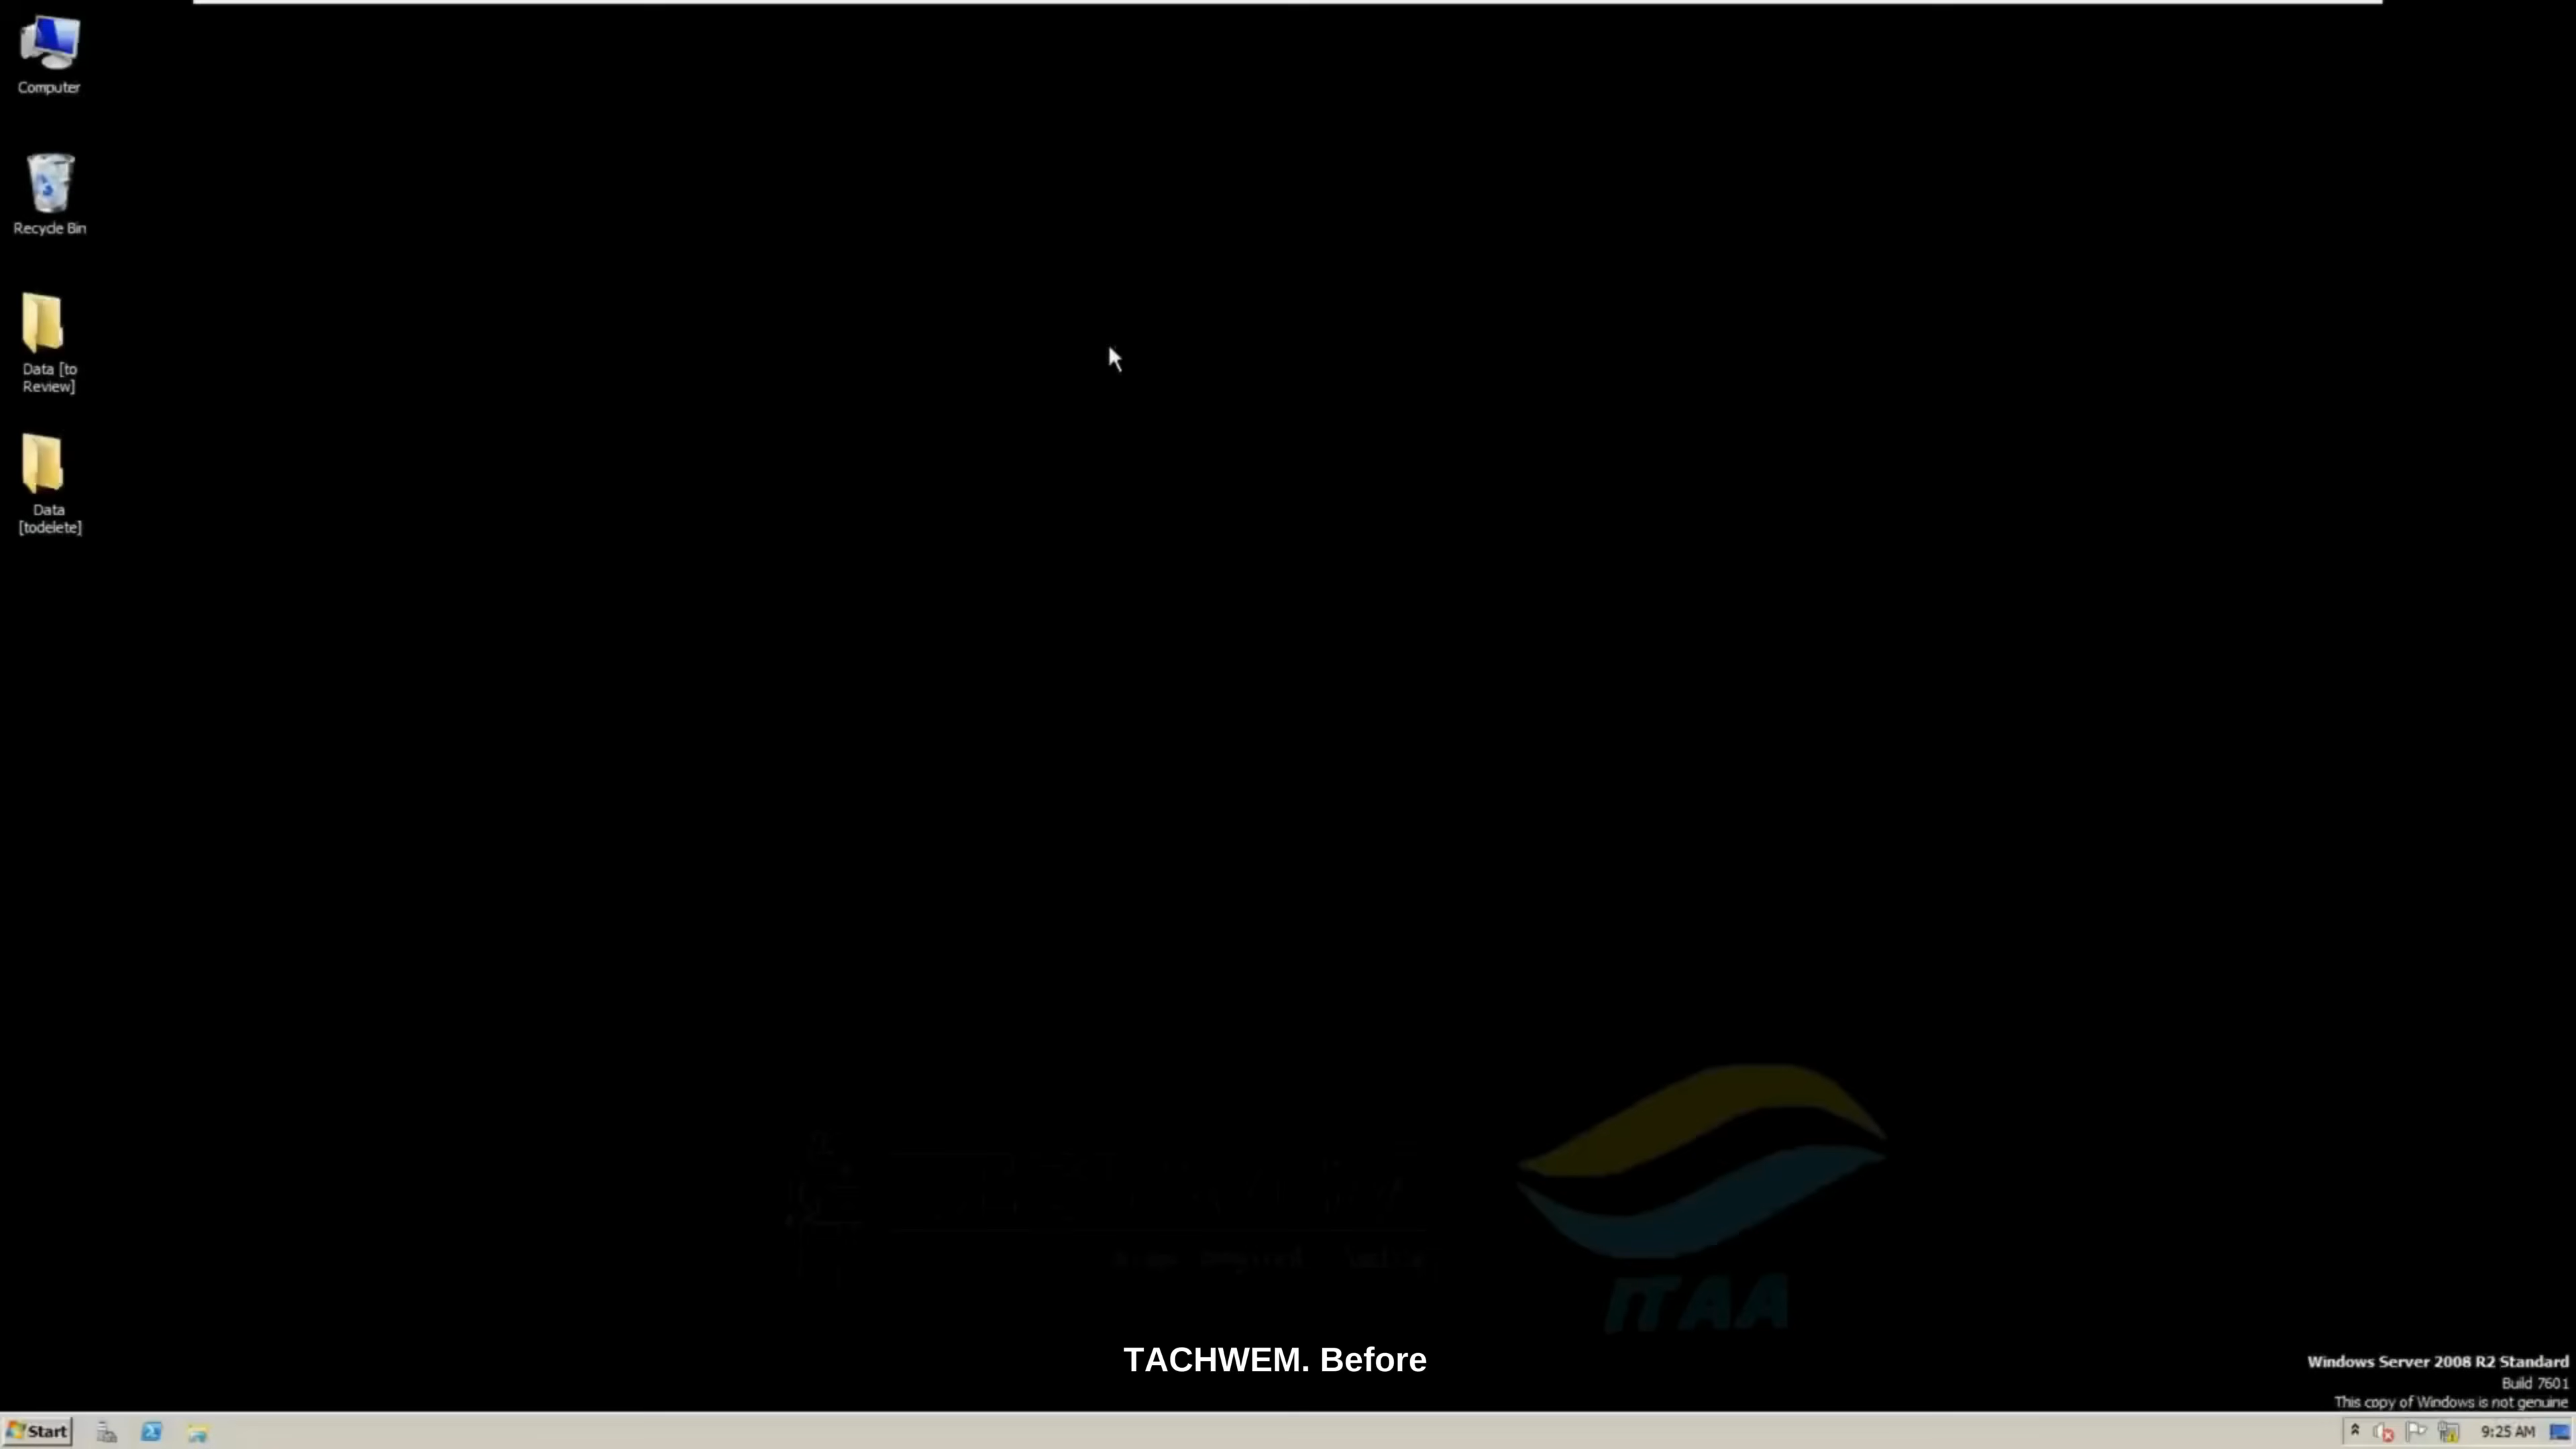 Computer
Recycle Bin
Data [to
Review]
Data
[todelete]
ITAA
TACHWEM. Before
Windows Server 2008 R2 Standard
Build 7601
This copy of Windows is not genuine
Start
9:25 AM